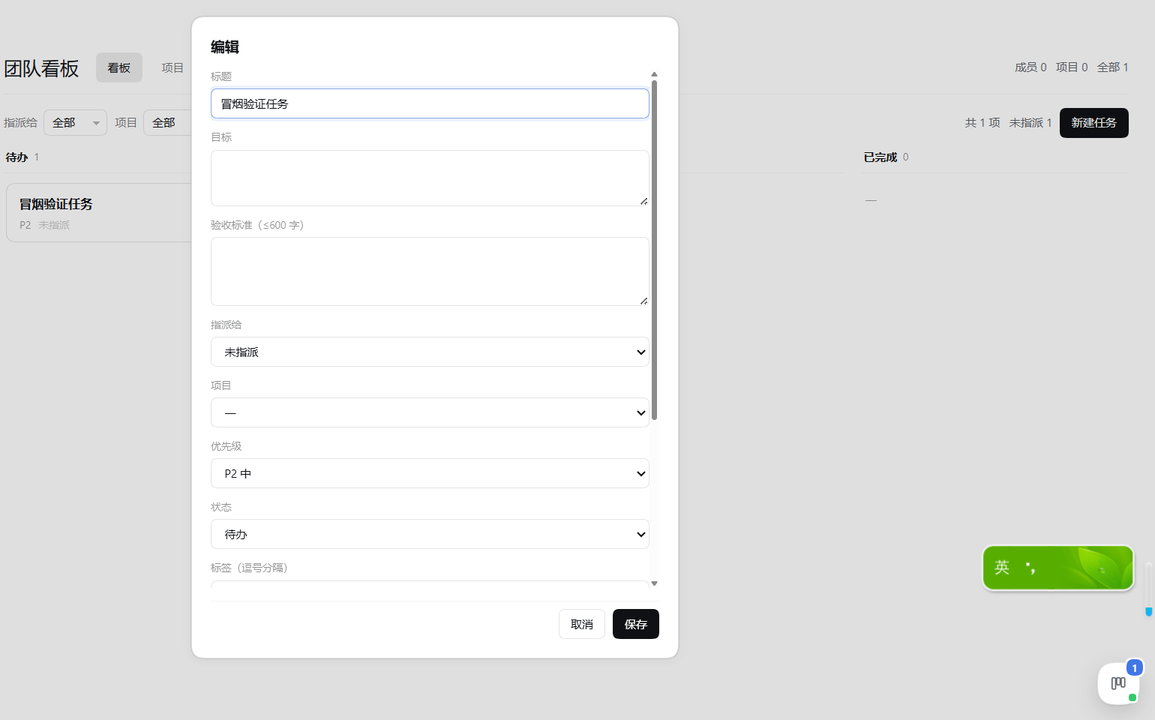 团队看板 看板 项目 成员 0 项目 0 全部 1
指派给 全部 项目 全部 共 1 项 未指派 1 新建任务
待办 1 已完成 0
冒烟验证任务 —
P2 未指派
编辑
标题
冒烟验证任务
目标
验收标准（≤600 字）
指派给
未指派
项目
—
优先级
P2 中
状态
待办
标签（逗号分隔）
取消 保存
英 •,
1